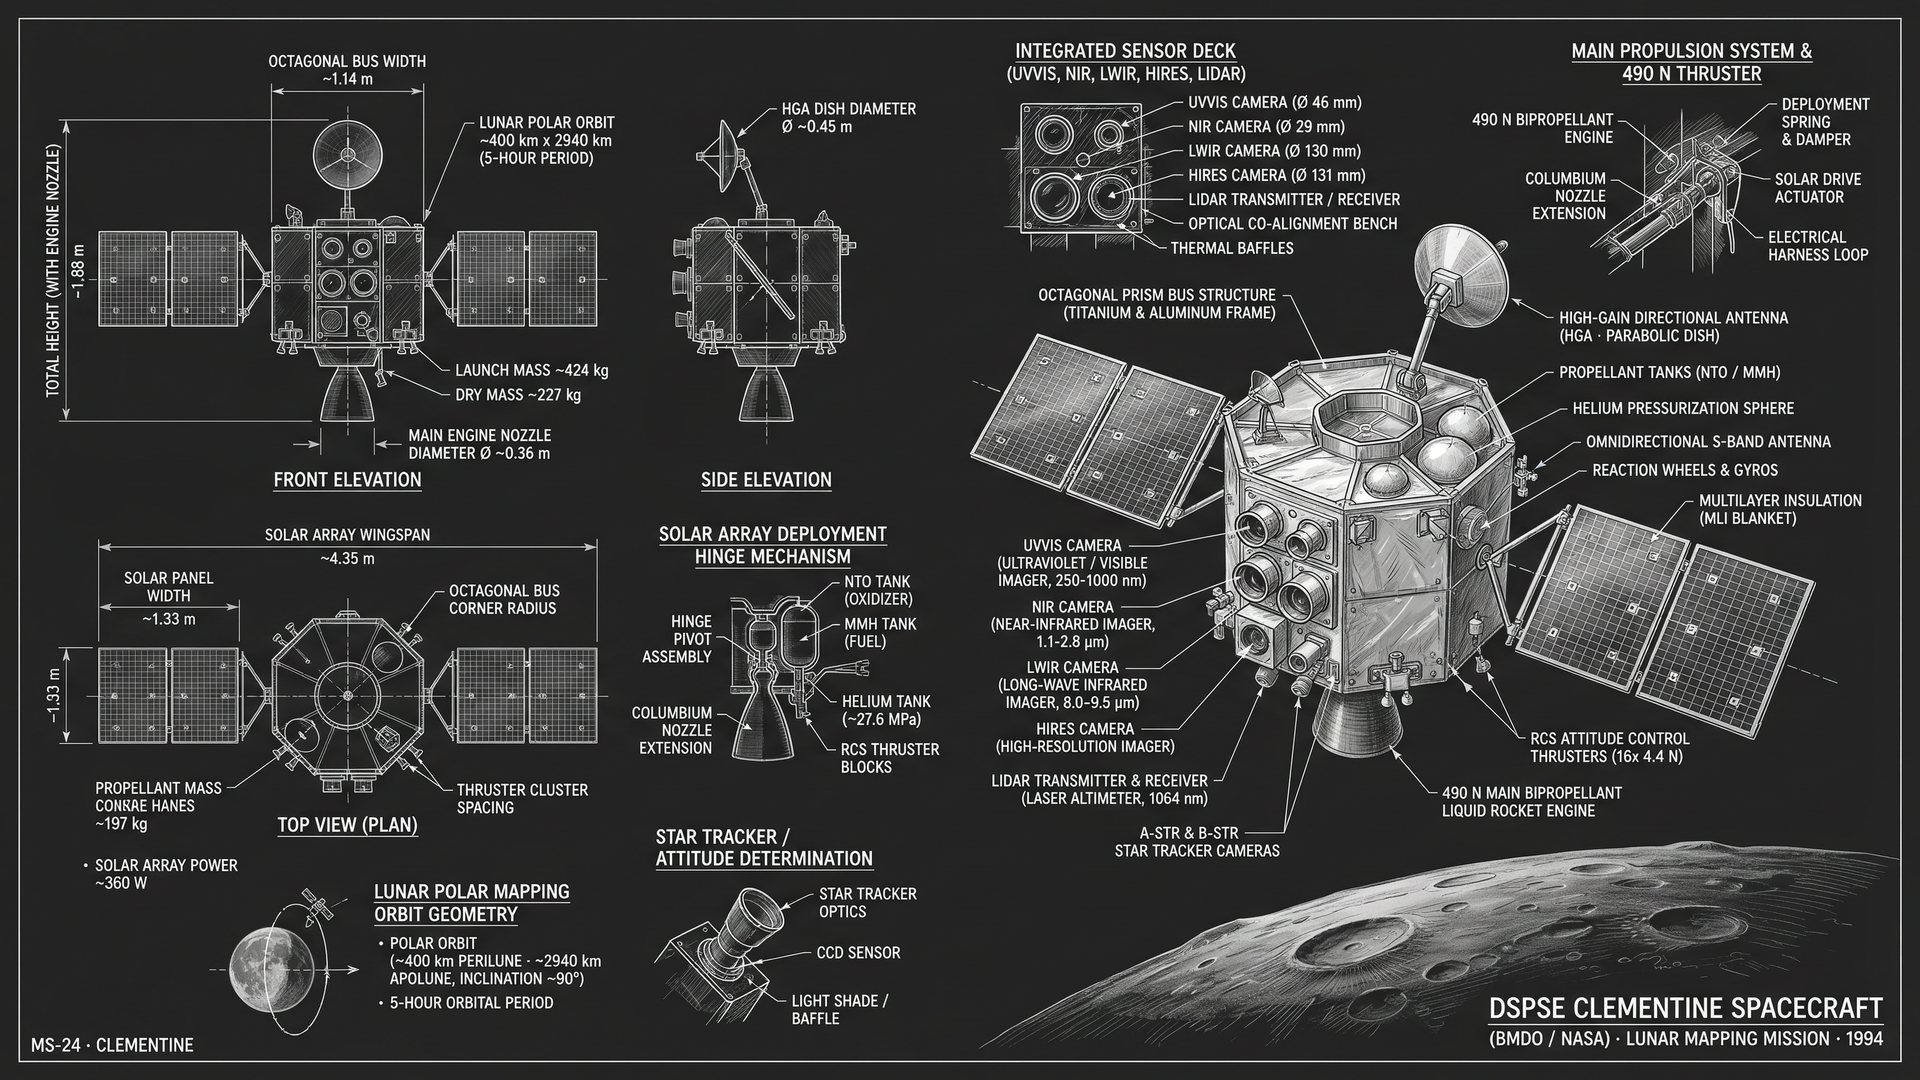 OCTAGONAL BUS WIDTH
~1.14 m
LUNAR POLAR ORBIT
~400 km x 2940 km
(5-HOUR PERIOD)
TOTAL HEIGHT (WITH ENGINE NOZZLE)
~1,88 m
LAUNCH MASS ~424 kg
DRY MASS ~227 kg
MAIN ENGINE NOZZLE
DIAMETER Ø ~0.36 m
FRONT ELEVATION
HGA DISH DIAMETER
Ø ~0.45 m
SIDE ELEVATION
SOLAR ARRAY WINGSPAN
~4.35 m
SOLAR PANEL
WIDTH
~1.33 m
OCTAGONAL BUS
CORNER RADIUS
~1.33 m
PROPELLANT MASS
CONRAE HANES
~197 kg
THRUSTER CLUSTER
SPACING
TOP VIEW (PLAN)
• SOLAR ARRAY POWER
~360 W
LUNAR POLAR MAPPING
ORBIT GEOMETRY
• POLAR ORBIT
(~400 km PERILUNE · ~2940 km
APOLUNE, INCLINATION ~90°)
• 5-HOUR ORBITAL PERIOD
MS-24 · CLEMENTINE
SOLAR ARRAY DEPLOYMENT
HINGE MECHANISM
NTO TANK
(OXIDIZER)
HINGE
PIVOT
ASSEMBLY
MMH TANK
(FUEL)
HELIUM TANK
(~27.6 MPa)
COLUMBIUM
NOZZLE
EXTENSION
RCS THRUSTER
BLOCKS
STAR TRACKER /
ATTITUDE DETERMINATION
STAR TRACKER
OPTICS
CCD SENSOR
LIGHT SHADE /
BAFFLE
INTEGRATED SENSOR DECK
(UVVIS, NIR, LWIR, HIRES, LIDAR)
UVVIS CAMERA (Ø 46 mm)
NIR CAMERA (Ø 29 mm)
LWIR CAMERA (Ø 130 mm)
HIRES CAMERA (Ø 131 mm)
LIDAR TRANSMITTER / RECEIVER
OPTICAL CO-ALIGNMENT BENCH
THERMAL BAFFLES
MAIN PROPULSION SYSTEM &
490 N THRUSTER
490 N BIPROPELLANT
ENGINE
DEPLOYMENT
SPRING
& DAMPER
COLUMBIUM
NOZZLE
EXTENSION
SOLAR DRIVE
ACTUATOR
ELECTRICAL
HARNESS LOOP
OCTAGONAL PRISM BUS STRUCTURE
(TITANIUM & ALUMINUM FRAME)
HIGH-GAIN DIRECTIONAL ANTENNA
(HGA · PARABOLIC DISH)
PROPELLANT TANKS (NTO / MMH)
HELIUM PRESSURIZATION SPHERE
OMNIDIRECTIONAL S-BAND ANTENNA
REACTION WHEELS & GYROS
MULTILAYER INSULATION
(MLI BLANKET)
UVVIS CAMERA
(ULTRAVIOLET / VISIBLE
IMAGER, 250-1000 nm)
NIR CAMERA
(NEAR-INFRARED IMAGER,
1.1-2.8 µm)
LWIR CAMERA
(LONG-WAVE INFRARED
IMAGER, 8.0-9.5 µm)
HIRES CAMERA
(HIGH-RESOLUTION IMAGER)
LIDAR TRANSMITTER & RECEIVER
(LASER ALTIMETER, 1064 nm)
A-STR & B-STR
STAR TRACKER CAMERAS
RCS ATTITUDE CONTROL
THRUSTERS (16x 4.4 N)
490 N MAIN BIPROPELLANT
LIQUID ROCKET ENGINE
DSPSE CLEMENTINE SPACECRAFT
(BMDO / NASA) · LUNAR MAPPING MISSION · 1994